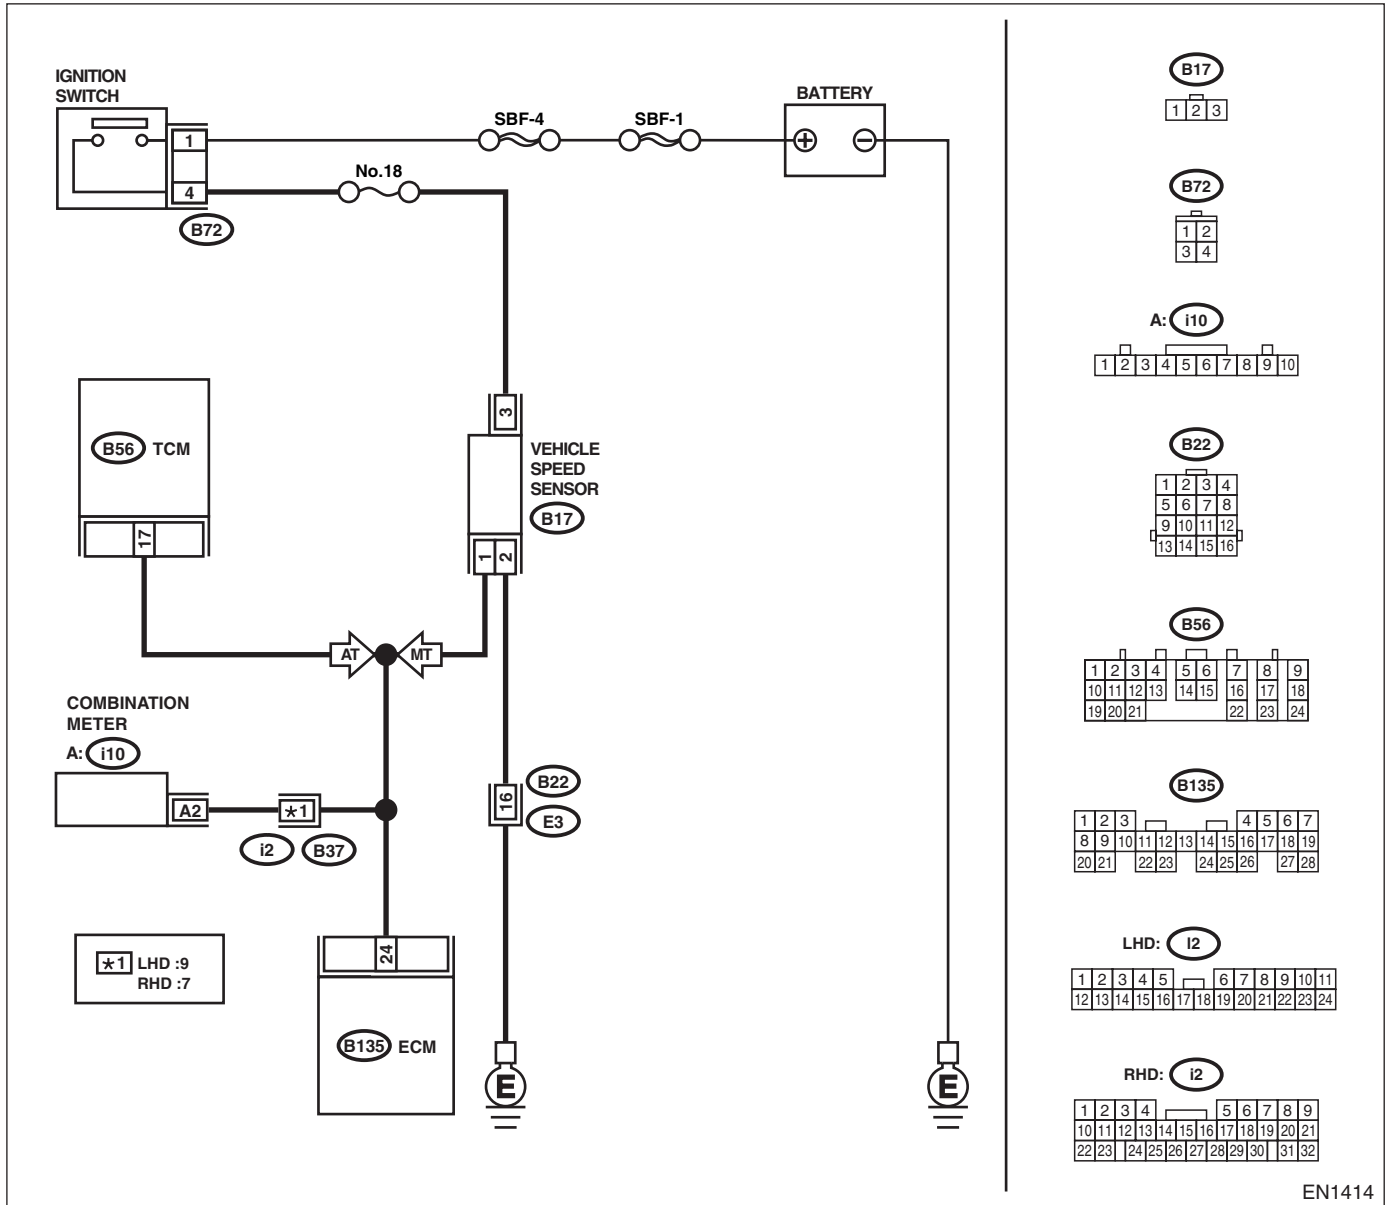 IGNITION
SWITCH
1
4
B72
No.18
SBF-4
SBF-1
BATTERY
+
−
B56 TCM
17
3
VEHICLE
SPEED
SENSOR
B17
1 2
AT
MT
COMBINATION
METER
A: i10
A2
*1
i2
B37
B22
16
E3
*1 LHD :9
RHD :7
24
B135 ECM
E
E
B17
1 2 3
B72
1 2
3 4
A: i10
1 2 3 4 5 6 7 8 9 10
B22
1 2 3 4
5 6 7 8
9 10 11 12
13 14 15 16
B56
1 2 3 4 5 6 7 8 9
10 11 12 13 14 15 16 17 18
19 20 21 22 23 24
B135
1 2 3 4 5 6 7
8 9 10 11 12 13 14 15 16 17 18 19
20 21 22 23 24 25 26 27 28
LHD: I2
1 2 3 4 5 6 7 8 9 10 11
12 13 14 15 16 17 18 19 20 21 22 23 24
RHD: i2
1 2 3 4 5 6 7 8 9
10 11 12 13 14 15 16 17 18 19 20 21
22 23 24 25 26 27 28 29 30 31 32
EN1414